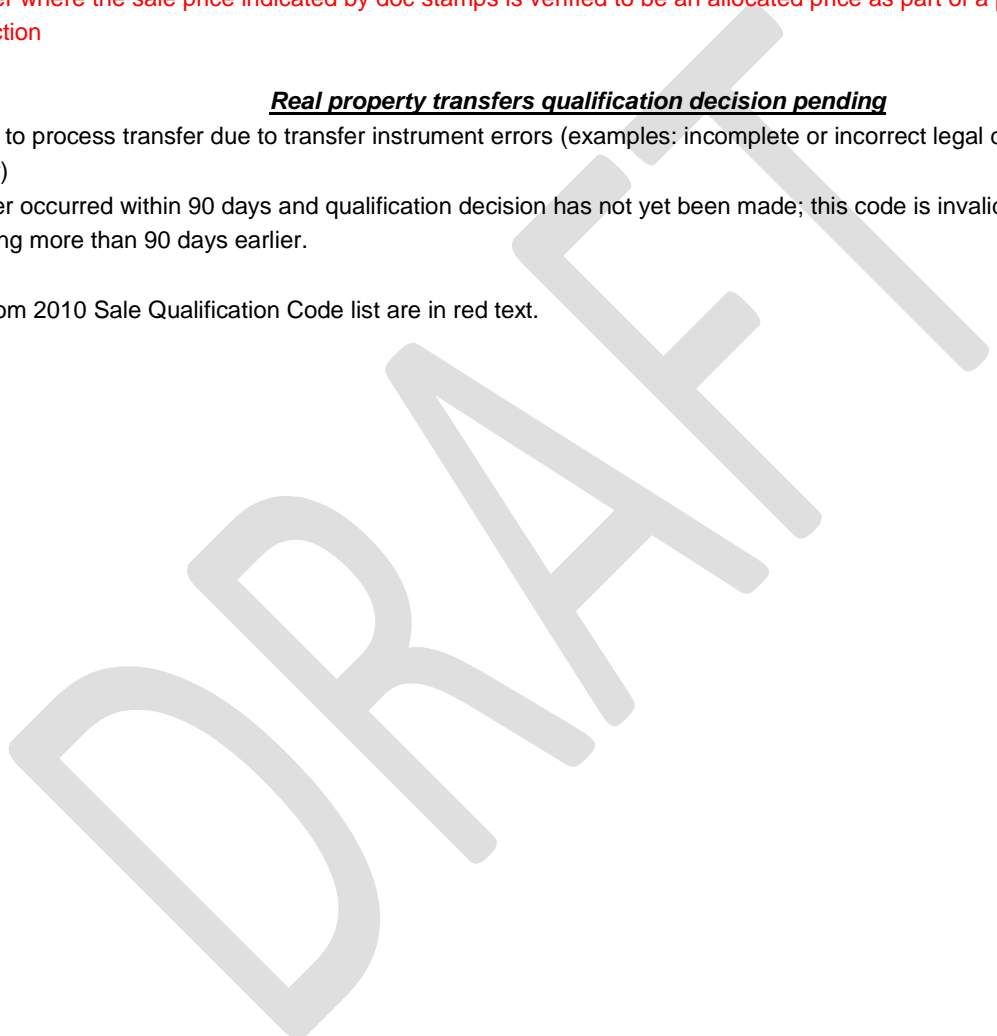 er where the sale price indicated by doc stamps is verified to be an allocated price as part of a
ction
Real property transfers qualification decision pending
to process transfer due to transfer instrument errors (examples: incomplete or incorrect legal
)
er occurred within 90 days and qualification decision has not yet been made; this code is invalid
ng more than 90 days earlier.
om 2010 Sale Qualification Code list are in red text.
DRAFT